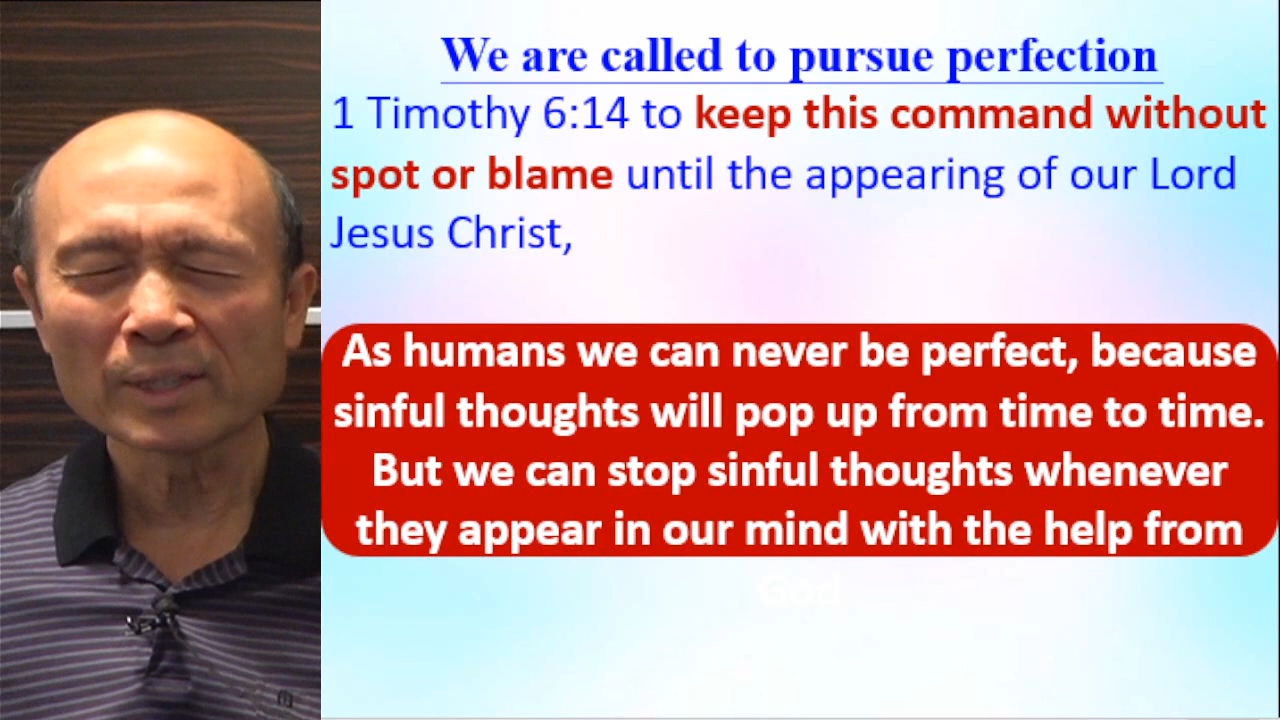 We are called to pursue perfection
1 Timothy 6:14 to keep this command without
spot or blame until the appearing of our Lord
Jesus Christ,
As humans we can never be perfect, because
sinful thoughts will pop up from time to time.
But we can stop sinful thoughts whenever
they appear in our mind with the help from
God